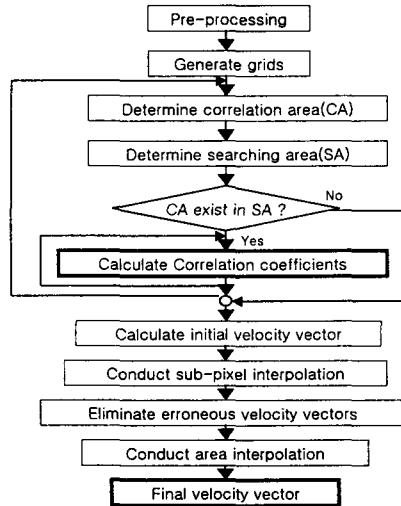 Pre-processing
Generate grids
Determine correlation area(CA)
Determine searching area(SA)
CA exist in SA ?
No
Yes
Calculate Correlation coefficients
Calculate initial velocity vector
Conduct sub-pixel interpolation
Eliminate erroneous velocity vectors
Conduct area interpolation
Final velocity vector